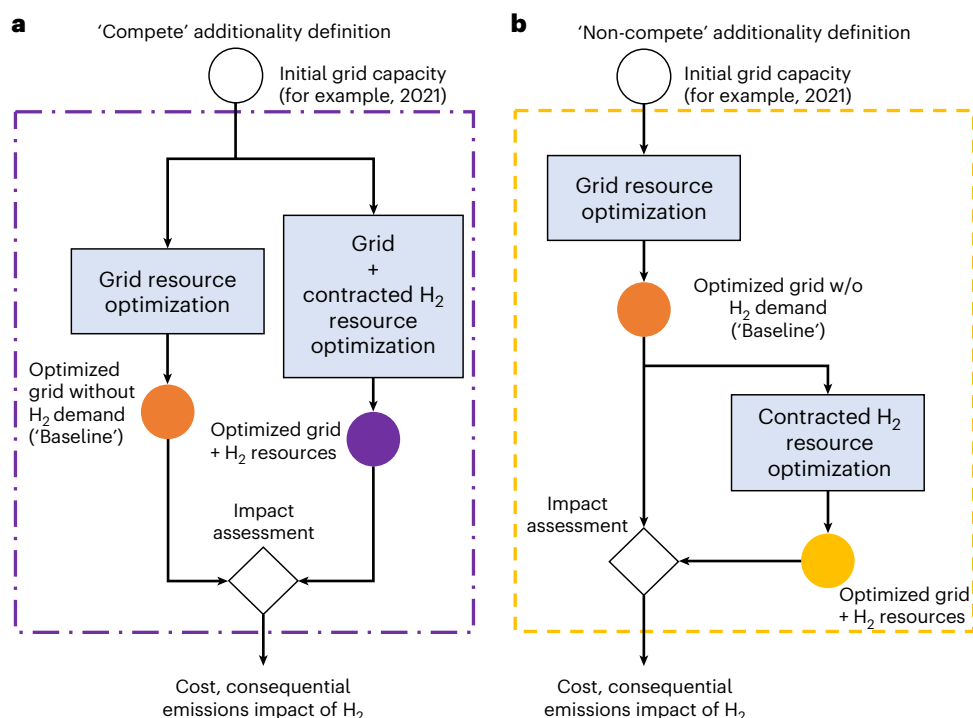 a
‘Compete’ additionality definition
Initial grid capacity
(for example, 2021)
Grid resource
optimization
Grid
+
contracted H₂
resource
optimization
Optimized
grid without
H₂ demand
(‘Baseline’)
Optimized grid
+ H₂ resources
Impact
assessment
Cost, consequential
emissions impact of H₂
b
‘Non-compete’ additionality definition
Initial grid capacity
(for example, 2021)
Grid resource
optimization
Optimized grid w/o
H₂ demand
(‘Baseline’)
Contracted H₂
resource
optimization
Impact
assessment
Optimized grid
+ H₂ resources
Cost, consequential
emissions impact of H₂